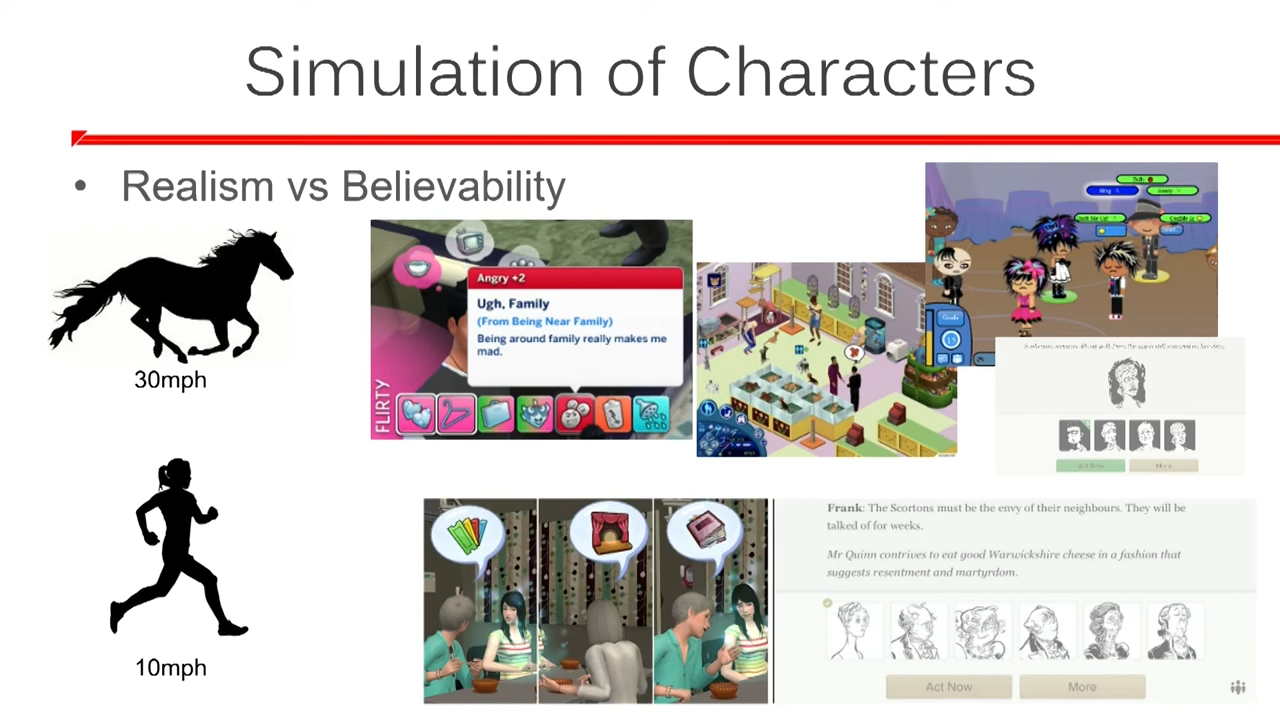 Simulation of Characters
• Realism vs Believability
30mph
10mph
Angry +2
Ugh, Family
(From Being Near Family)
Being around family really makes me
mad.
FLIRTY
Goals
15
Frank: The Scortons must be the envy of their neighbours. They will be
talked of for weeks.
Mr Quinn contrives to eat good Warwickshire cheese in a fashion that
suggests resentment and martyrdom.
Act Now
More